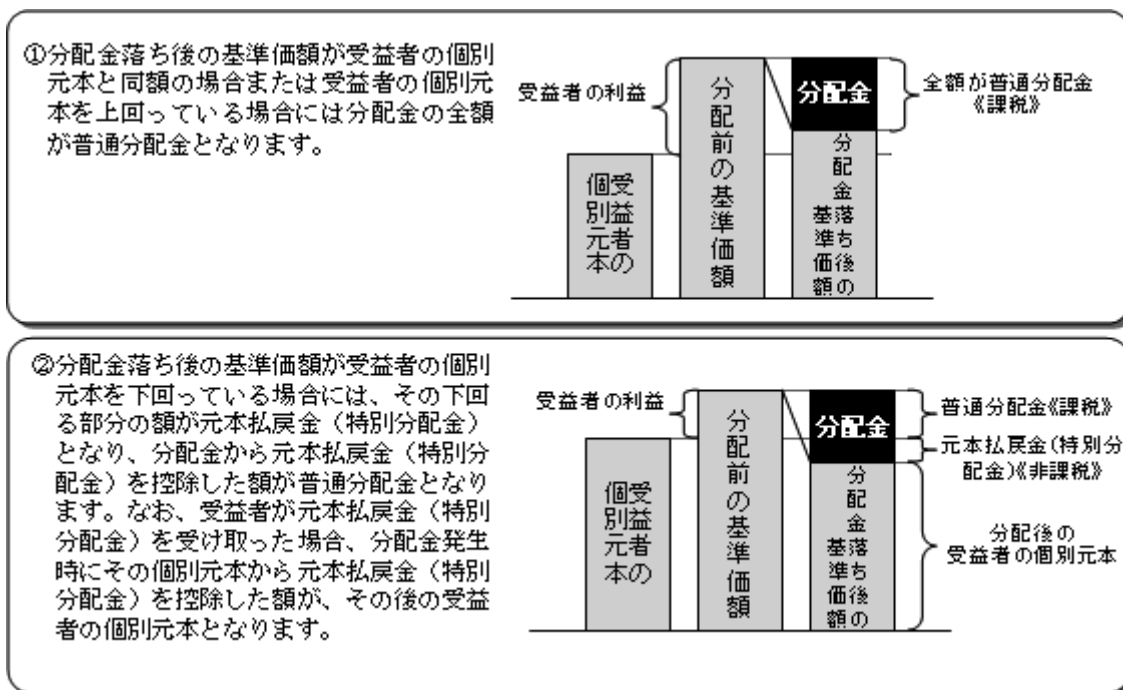 ①分配金落ち後の基準価額が受益者の個別
元本と同額の場合または受益者の個別元
本を上回っている場合には分配金の全額
が普通分配金となります。
受益者の利益
受益者の
個別元本
分配前の基準価額
分配金
分配金落ち後の
基準価額
全額が普通分配金
《課税》
②分配金落ち後の基準価額が受益者の個別
元本を下回っている場合には、その下回
る部分の額が元本払戻金（特別分配金）
となり、分配金から元本払戻金（特別分
配金）を控除した額が普通分配金となり
ます。なお、受益者が元本払戻金（特別
分配金）を受け取った場合、分配金発生
時にその個別元本から元本払戻金（特別
分配金）を控除した額が、その後の受益
者の個別元本となります。
受益者の利益
受益者の
個別元本
分配前の基準価額
分配金
分配金落ち後の
基準価額
普通分配金《課税》
元本払戻金(特別分
配金)《非課税》
分配後の
受益者の個別元本